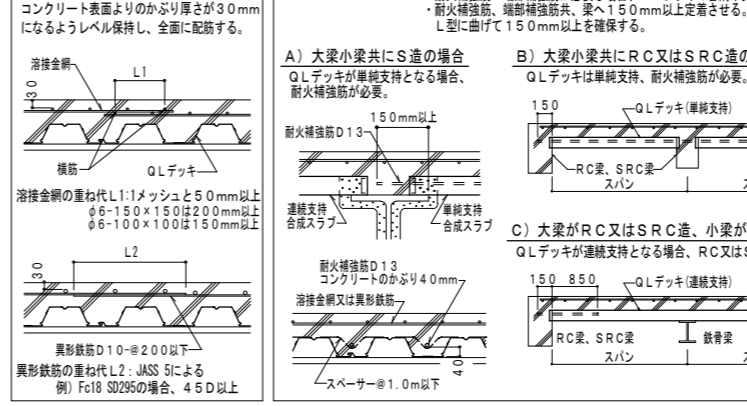 コンクリート表面よりのかぶり厚さが30mm
になるようレベル保持し、全面に配筋する。
溶接金網
L1
30
横筋
QLデッキ
溶接金網の重ね代L1:1メッシュと50mm以上
φ6-150×150は200mm以上
φ6-100×100は150mm以上
L2
30
異形鉄筋D10-@200以下
異形鉄筋の重ね代L2:JASS 5による
例)Fc18 SD295の場合、45D以上
・耐火補強筋、端部補強筋共、梁へ150mm以上定着させる。
L型に曲げて150mm以上を確保する。
A)大梁小梁共にS造の場合
QLデッキが単純支持となる場合、
耐火補強筋が必要。
150mm以上
耐火補強筋D13
連続支持
合成スラブ
単純支持
合成スラブ
耐火補強筋D13
コンクリートのかぶり40mm
溶接金網又は異形鉄筋
40
スペーサー@1.0m以下
B)大梁小梁共にRC又はSRC造の
QLデッキは単純支持、耐火補強筋が必要。
150
QLデッキ(単純支持)
RC梁、SRC梁
スパン
C)大梁がRC又はSRC造、小梁が
QLデッキが連続支持となる場合、RC又はS
150 850
QLデッキ(連続支持)
RC梁、SRC梁
鉄骨梁
スパン